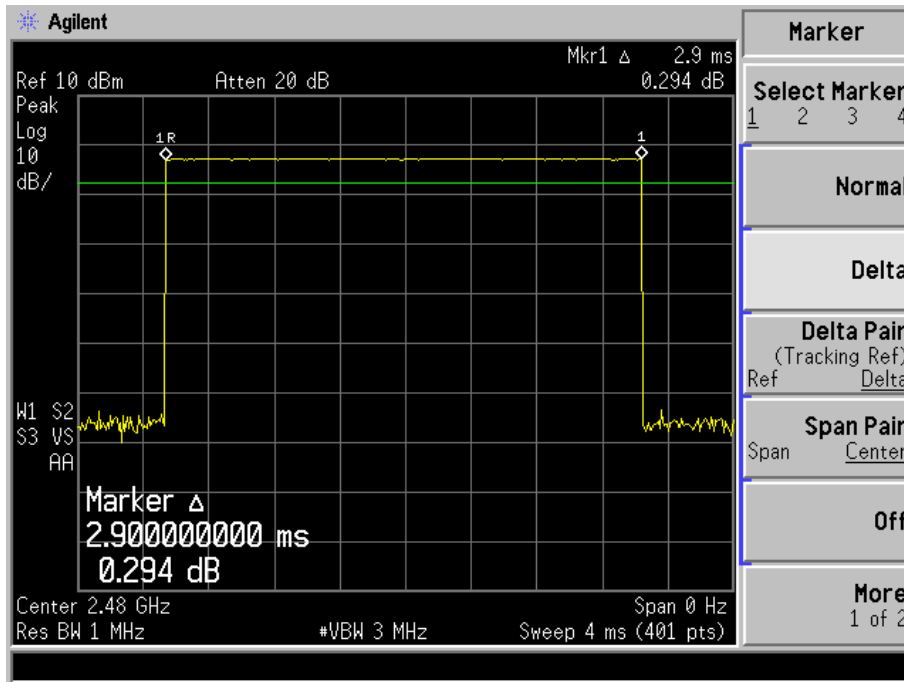 Agilent
Mkr1 Δ 2.9 ms
Ref 10 dBm Atten 20 dB 0.294 dB
Peak
Log
10
dB/
1R
1
W1 S2
S3 VS
AA
Marker Δ
2.900000000 ms
0.294 dB
Center 2.48 GHz Span 0 Hz
Res BW 1 MHz #VBW 3 MHz Sweep 4 ms (401 pts)
Marker
Select Marker
1 2 3 4
Normal
Delta
Delta Pair
(Tracking Ref)
Ref Delta
Span Pair
Span Center
Off
More
1 of 2